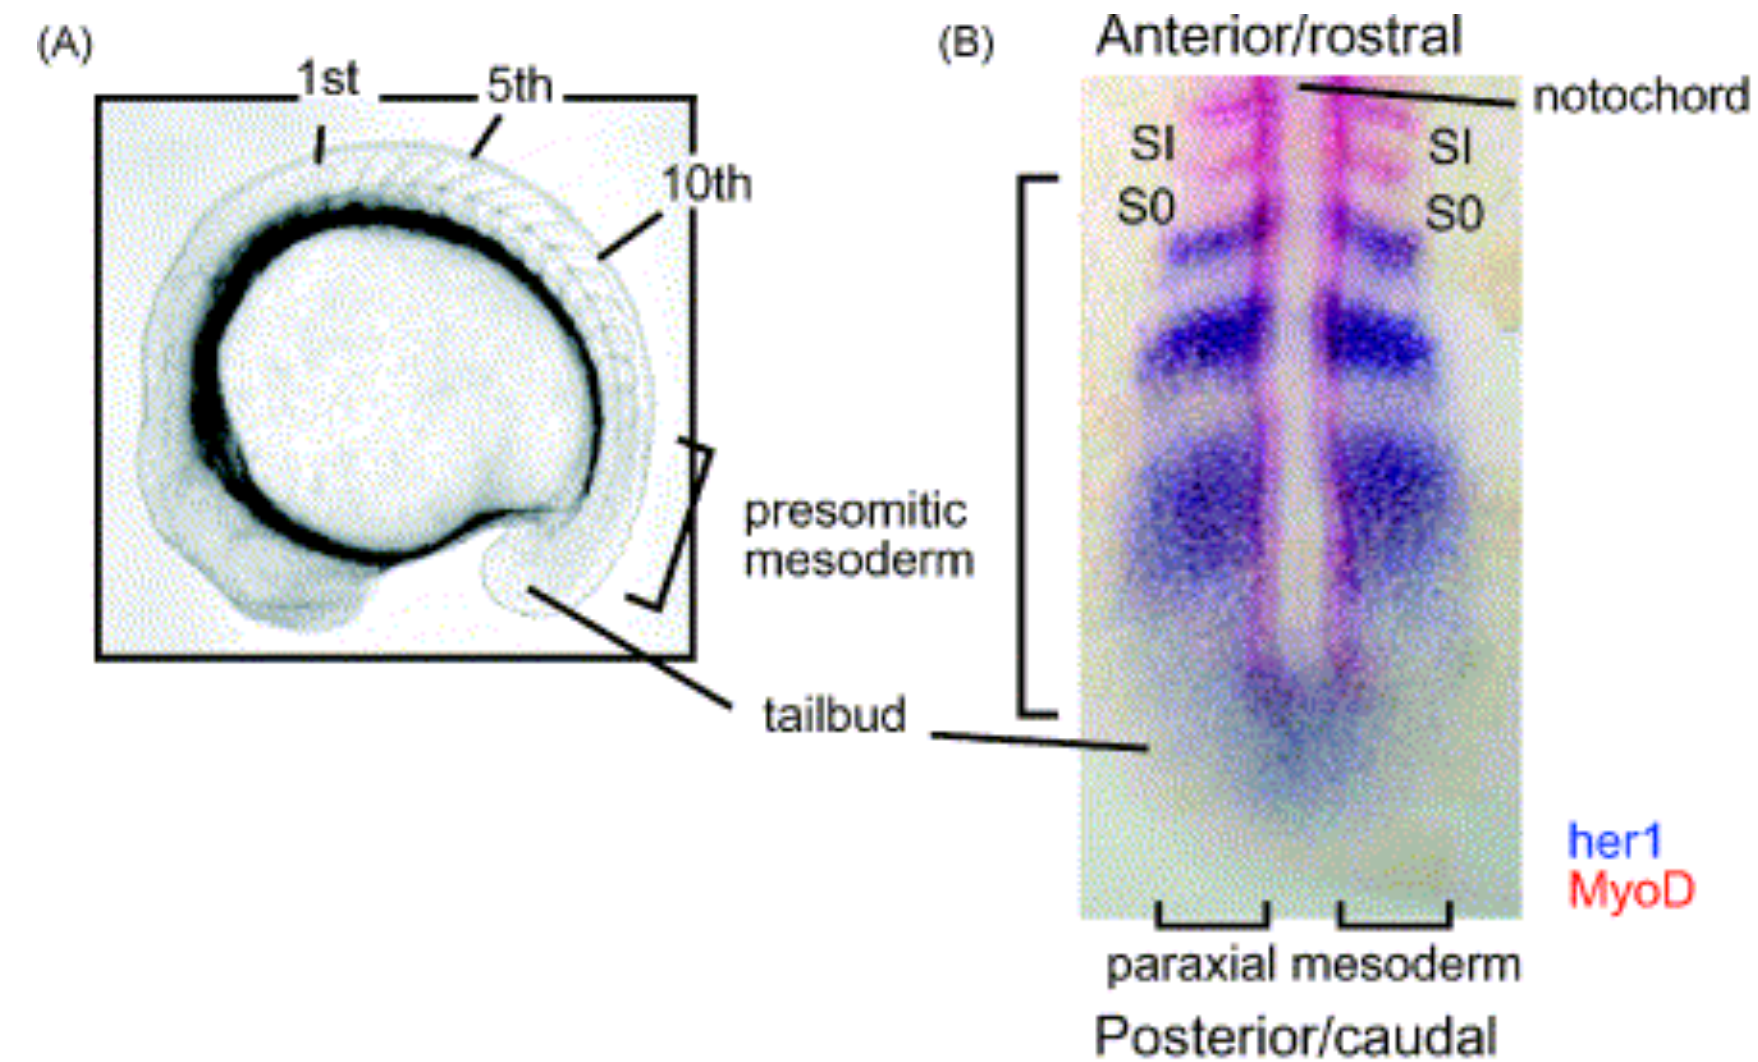 (A)
1st
5th
10th
presomitic
mesoderm
tailbud
(B)
Anterior/rostral
notochord
SI
SI
S0
S0
her1
MyoD
paraxial mesoderm
Posterior/caudal